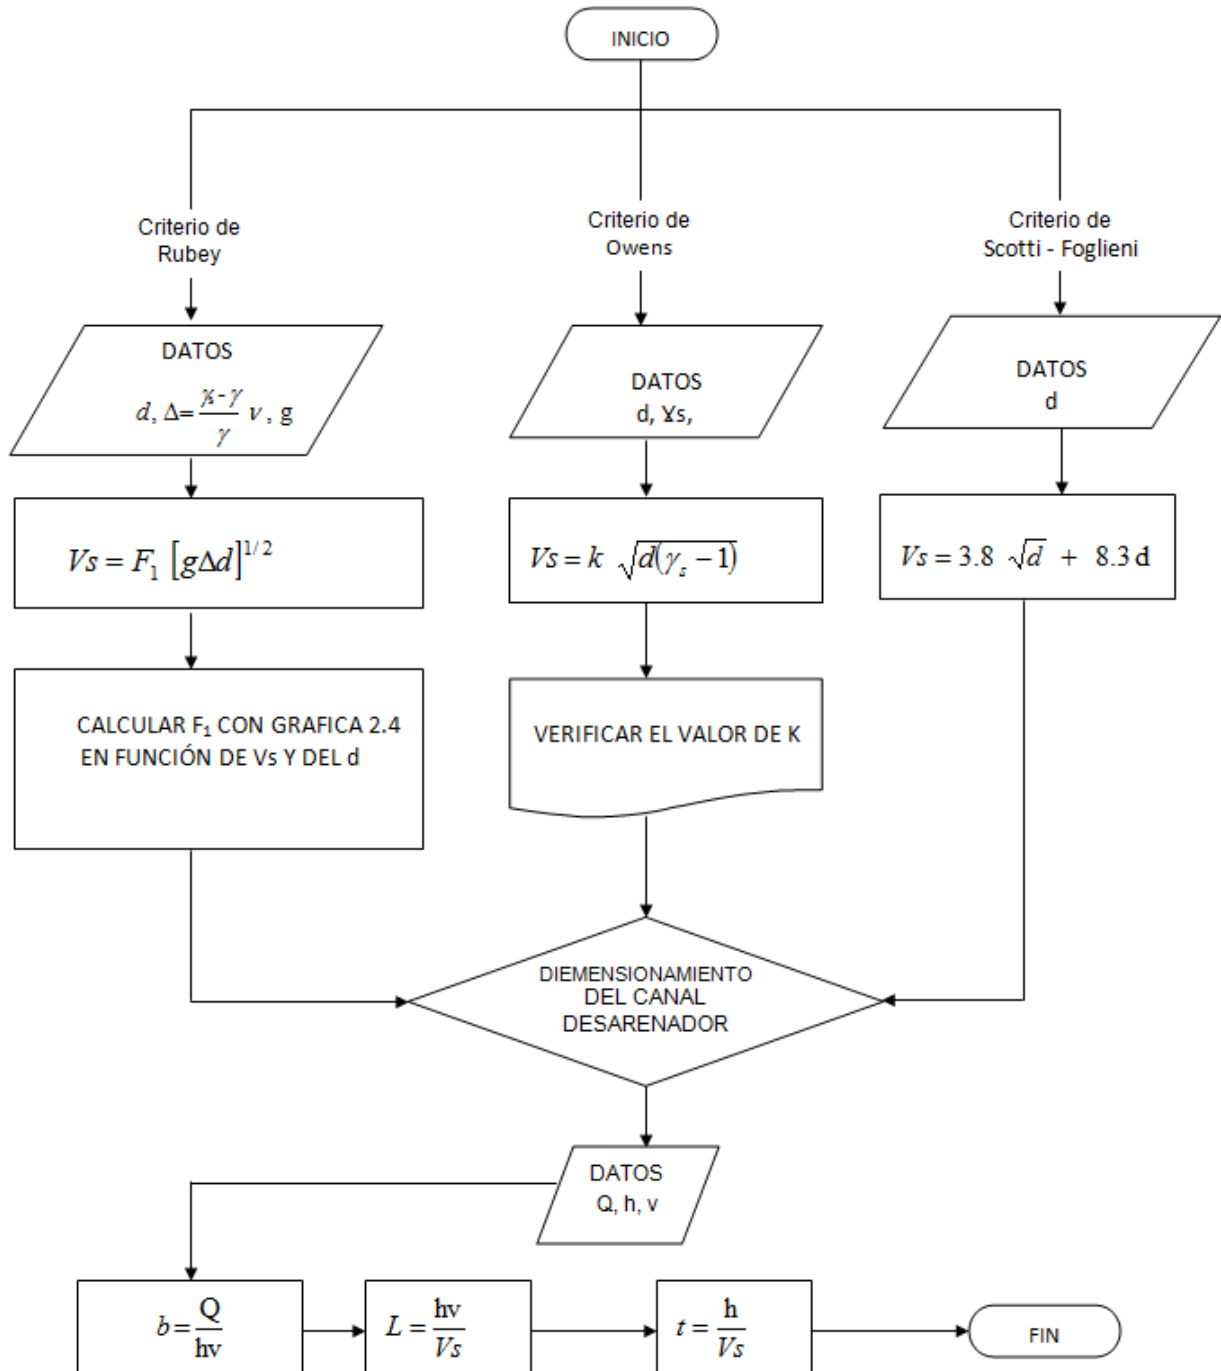 INICIO
Criterio de
Rubey
Criterio de
Owens
Criterio de
Scotti - Foglieni
DATOS
d, Δ= γs - γ / γ ν , g
DATOS
d, Ɣs,
DATOS
d
Vs = F₁ [gΔd]^1/2
Vs = k √d(γs − 1)
Vs = 3.8 √d + 8.3 d
CALCULAR F₁ CON GRAFICA 2.4
EN FUNCIÓN DE Vs Y DEL d
VERIFICAR EL VALOR DE K
DIEMENSIONAMIENTO
DEL CANAL
DESARENADOR
DATOS
Q, h, v
b = Q / hv
L = hv / Vs
t = h / Vs
FIN